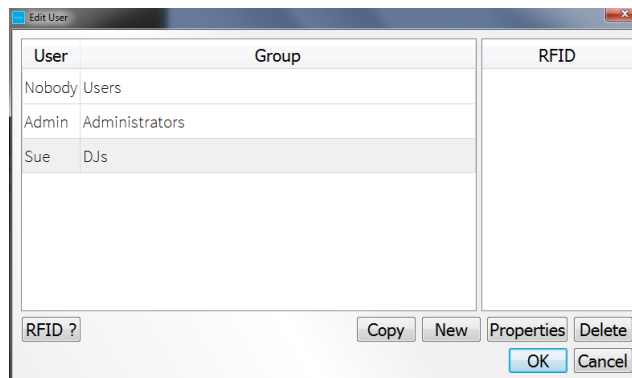 Edit User
User Group RFID
Nobody Users
Admin Administrators
Sue DJs
RFID ? Copy New Properties Delete
OK Cancel